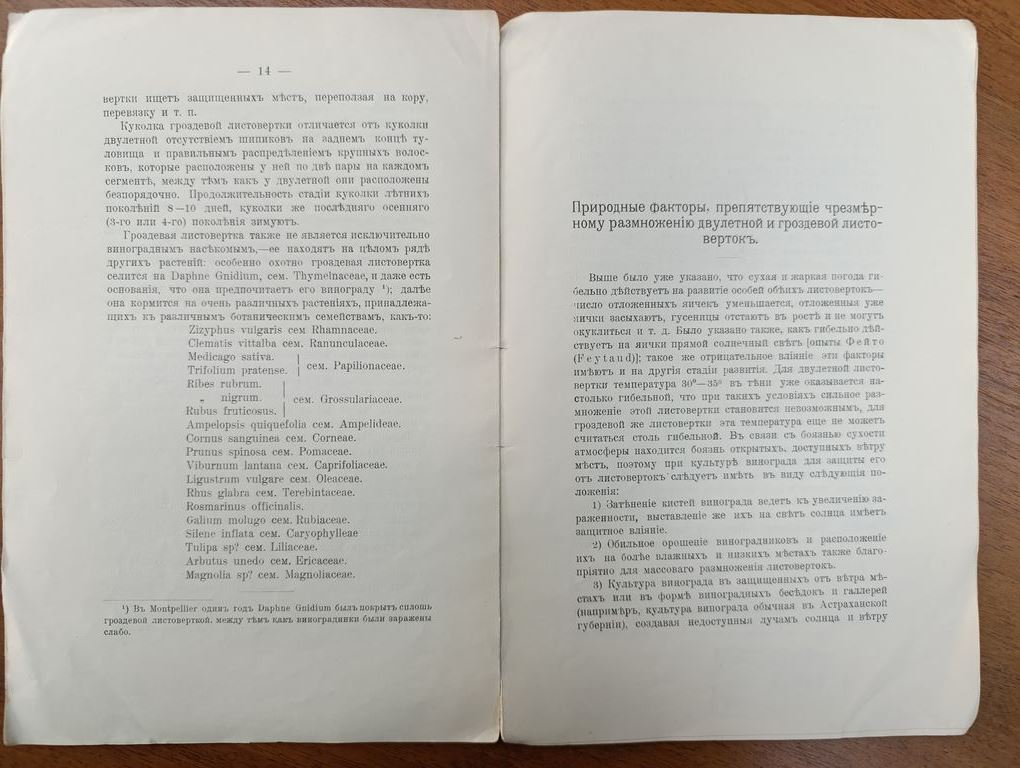 — 14 —
вертки ищетъ защищенныхъ мѣстъ, переползая на кору,
перевязку и т. п.
Куколка гроздевой листовертки отличается отъ куколки
двулетной отсутствіемъ шипиковъ на заднемъ концѣ ту-
ловища и правильнымъ распредѣленіемъ крупныхъ волос-
ковъ, которые расположены у ней по двѣ пары на каждомъ
сегментѣ, между тѣмъ какъ у двулетной они расположены
безпорядочно. Продолжительность стадіи куколки лѣтнихъ
поколѣній 8—10 дней, куколки же послѣдняго осенняго
(3-го или 4-го) поколѣнія зимуютъ.
Гроздевая листовертка также не является исключительно
винограднымъ насѣкомымъ,—ее находятъ на цѣломъ рядѣ
другихъ растеній: особенно охотно гроздевая листовертка
селится на Daphne Gnidium, сем. Thymelnaceae, и даже есть
основанія, что она предпочитаетъ его винограду ¹); далѣе
она кормится на очень различныхъ растеніяхъ, принадлежа-
щихъ къ различнымъ ботаническимъ семействамъ, какъ-то:
Zizyphus vulgaris сем Rhamnaceae.
Clematis vittalba сем. Ranunculaceae.
Medicago sativa.
Trifolium pratense. сем. Papilionaceae.
Ribes rubrum.
„ nigrum. сем. Grossulariaceae.
Rubus fruticosus.
Ampelopsis quiquefolia сем. Ampelideae.
Cornus sanguinea сем. Corneae.
Prunus spinosa сем. Pomaceae.
Viburnum lantana сем. Caprifoliaceae.
Ligustrum vulgare сем. Oleaceae.
Rhus glabra сем. Terebintaceae.
Rosmarinus officinalis.
Galium molugo сем. Rubiaceae.
Silene inflata сем. Caryophylleae
Tulipa sp? сем. Liliaceae.
Arbutus unedo сем. Ericaceae.
Magnolia sp? сем. Magnoliaceae.
¹) Въ Montpellier одинъ годъ Daphne Gnidium былъ покрытъ сплошь
гроздевой листоверткой. между тѣмъ какъ виноградники были заражены
слабо.
Природные факторы, препятствующіе чрезмѣр-
ному размноженію двулетной и гроздевой листо-
вертокъ.
Выше было уже указано, что сухая и жаркая погода ги-
бельно дѣйствуетъ на развитіе особей обѣихъ листовертокъ—
число отложенныхъ яичекъ уменьшается, отложенныя уже
яички засыхаютъ, гусеницы отстаютъ въ ростѣ и не могутъ
окуклиться и т. д. Было указано также, какъ гибельно дѣй-
ствуетъ на яички прямой солнечный свѣтъ [опыты Фейто
(Feytaud)]; такое же отрицательное вліяніе эти факторы
имѣютъ и на другія стадіи развитія. Для двулетной листо-
вертки температура 30°—35° въ тѣни уже оказывается на-
столько гибельной, что при такихъ условіяхъ сильное раз-
множеніе этой листовертки становится невозможнымъ, для
гроздевой же листовертки эта температура еще не можетъ
считаться столь гибельной. Въ связи съ боязнью сухости
атмосферы находится боязнь открытыхъ, доступныхъ вѣтру
мѣстъ, поэтому при культурѣ винограда для защиты его
отъ листовертокъ слѣдуетъ имѣть въ виду слѣдующія по-
ложенія:
1) Затѣненіе кистей винограда ведетъ къ увеличенію за-
раженности, выставленіе же ихъ на свѣтъ солнца имѣетъ
защитное вліяніе.
2) Обильное орошеніе виноградниковъ и расположеніе
ихъ на болѣе влажныхъ и низкихъ мѣстахъ также благо-
пріятно для массоваго размноженія листовертокъ.
3) Культура винограда въ защищенныхъ отъ вѣтра мѣ-
стахъ или въ формѣ виноградныхъ бесѣдокъ и галлерей
(напримѣръ, культура винограда обычная въ Астраханской
губерніи), создавая недоступныя лучамъ солнца и вѣтру